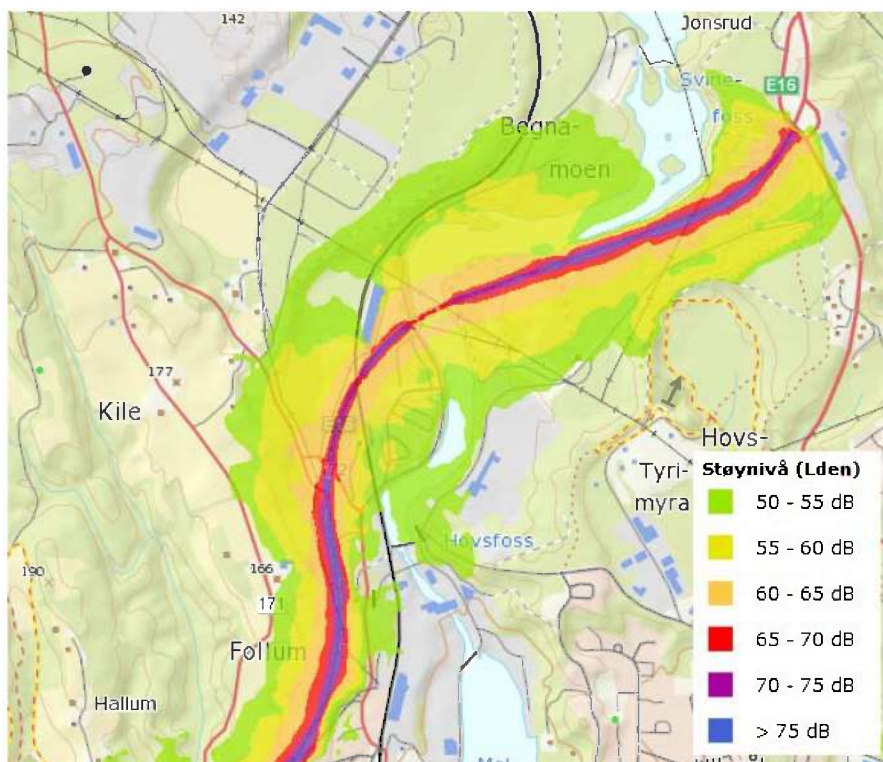 142
Jonsrud
Svine-
foss
E16
Begna-
moen
177
Kile
Hovs-
Tyri-
myra
Hovsfoss
190
166
171
Follum
Hallum
Støynivå (Lden)
50 - 55 dB
55 - 60 dB
60 - 65 dB
65 - 70 dB
70 - 75 dB
> 75 dB